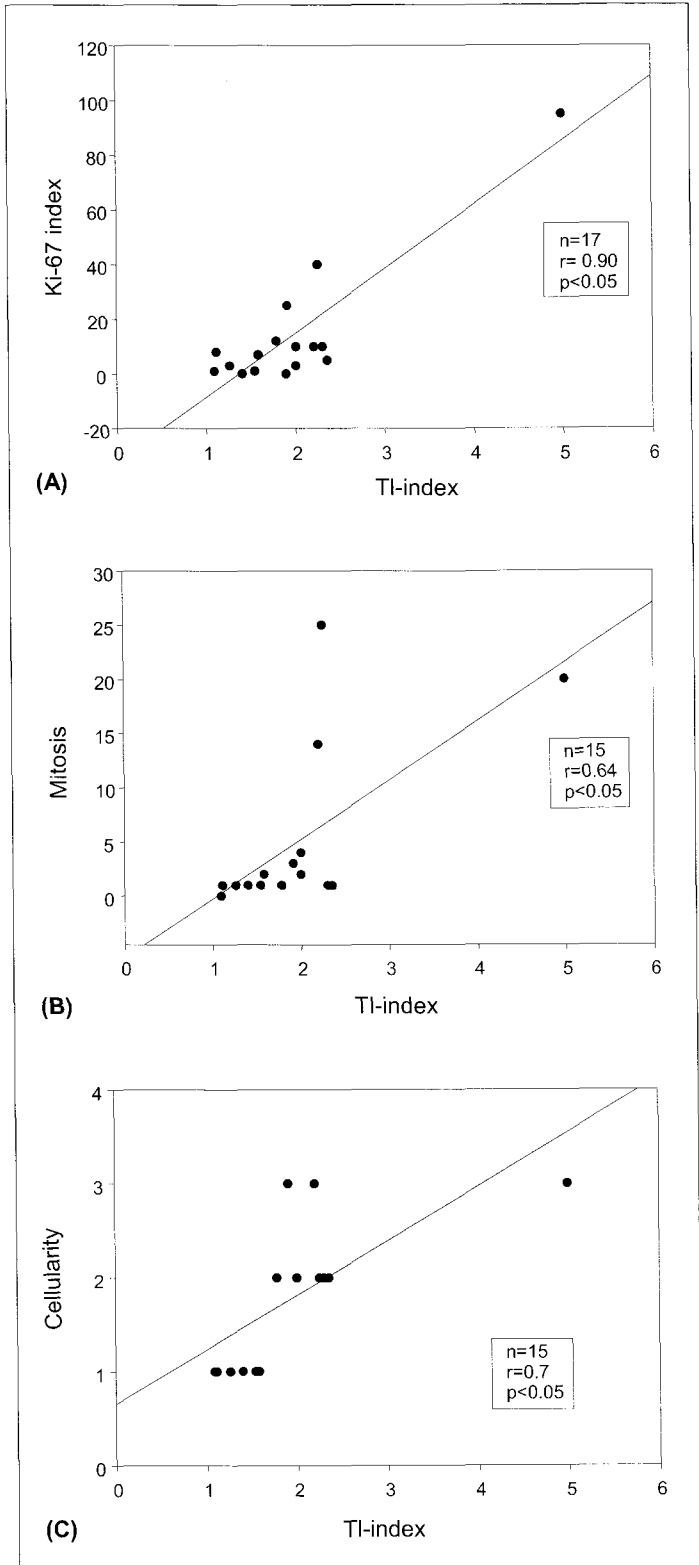 120
100
80
60
40
20
0
-20
Ki-67 index
n=17
r= 0.90
p<0.05
0 1 2 3 4 5 6
TI-index
(A)
30
25
20
15
10
5
0
Mitosis
n=15
r=0.64
p<0.05
0 1 2 3 4 5 6
TI-index
(B)
4
3
2
1
0
Cellularity
n=15
r=0.7
p<0.05
0 1 2 3 4 5 6
TI-index
(C)